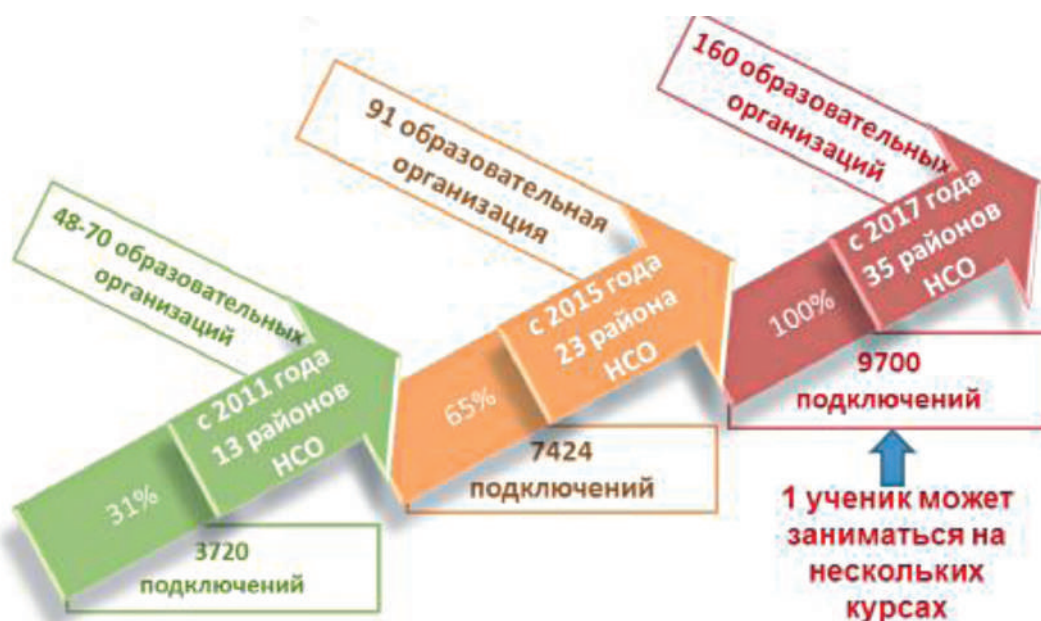 48-70 образовательных
организаций
31%
с 2011 года
13 районов
НСО
3720
подключений
91 образовательная
организация
65%
с 2015 года
23 района
НСО
7424
подключений
160 образовательных
организаций
100%
с 2017 года
35 районов
НСО
9700
подключений
1 ученик может
заниматься на
нескольких
курсах